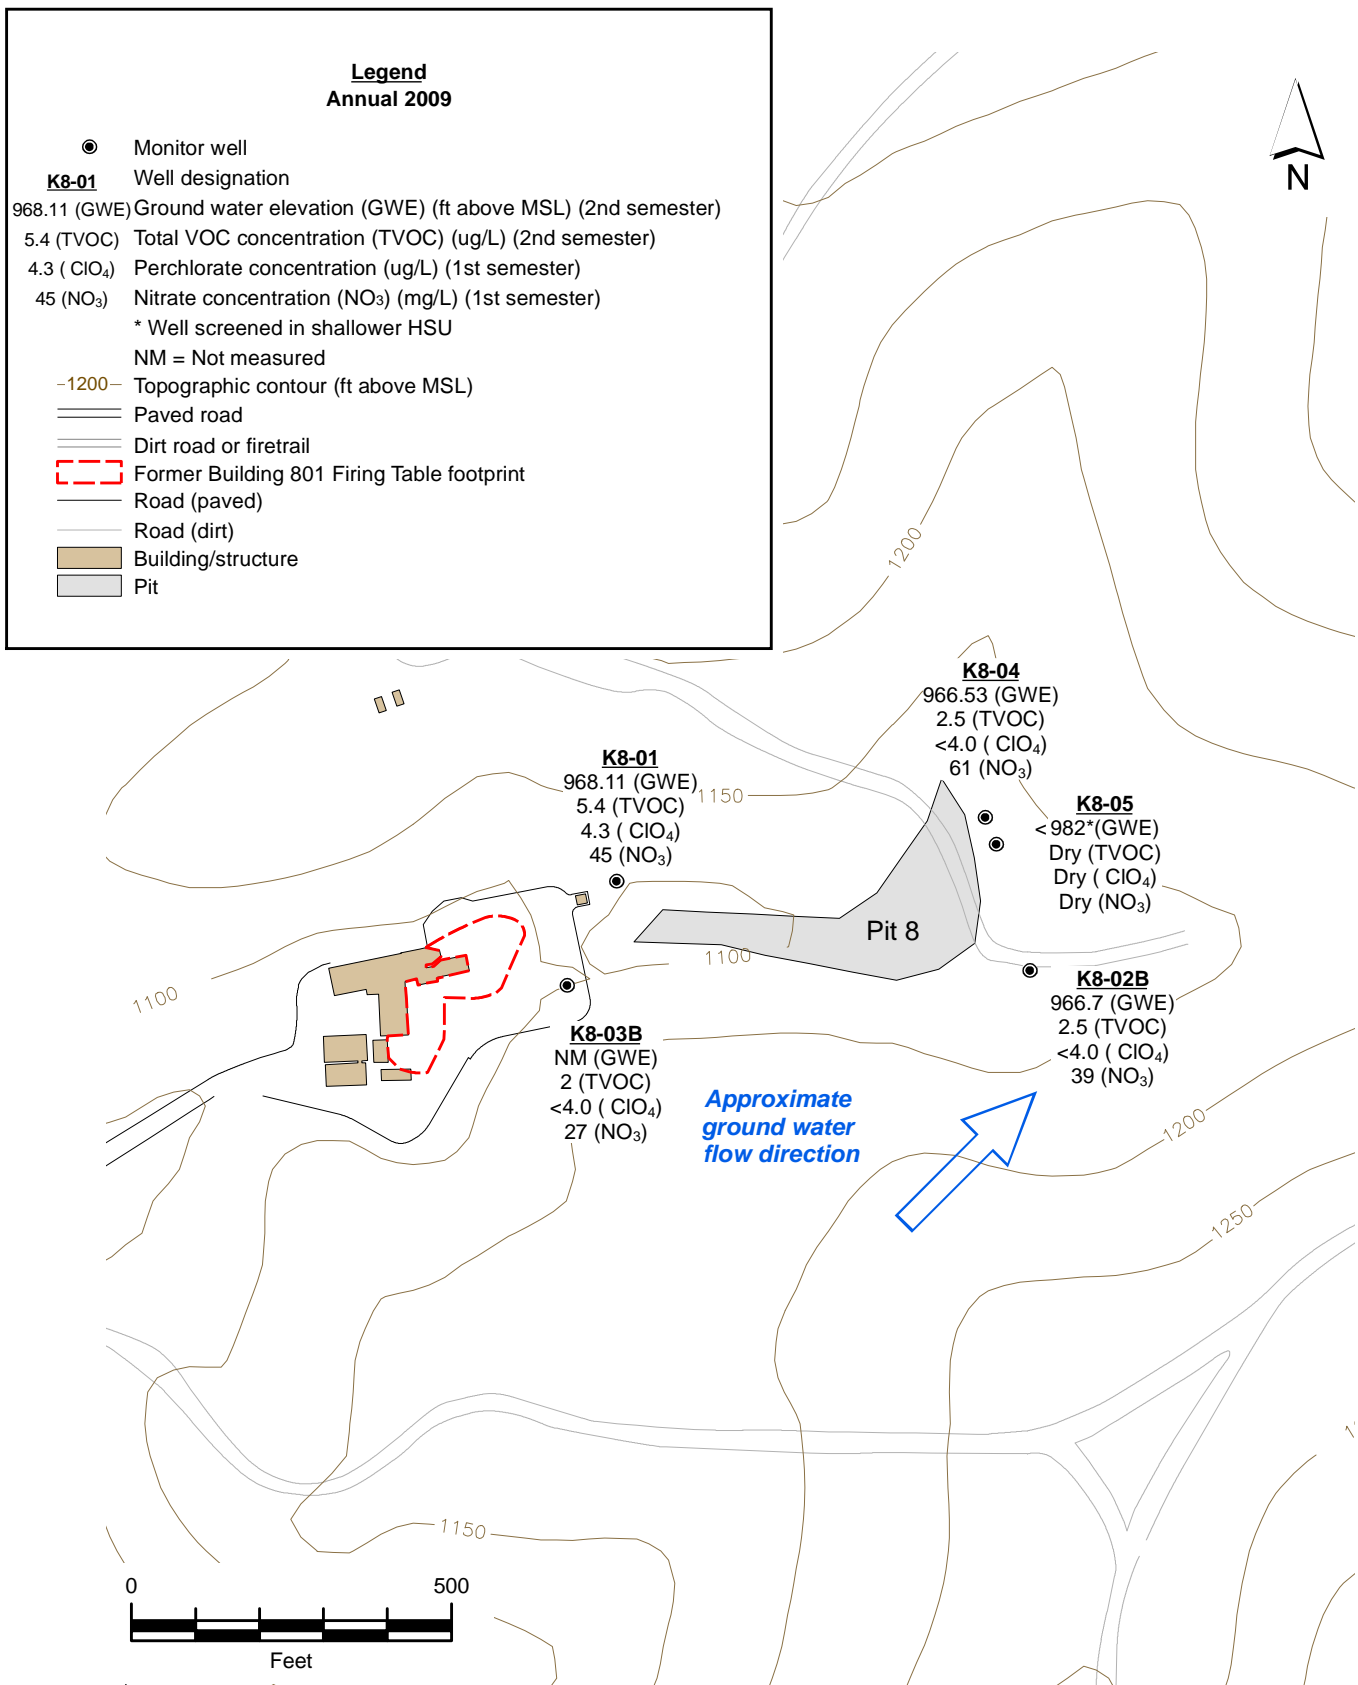 Legend
Annual 2009
Monitor well
K8-01 Well designation
968.11 (GWE) Ground water elevation (GWE) (ft above MSL) (2nd semester)
5.4 (TVOC) Total VOC concentration (TVOC) (ug/L) (2nd semester)
4.3 ( ClO₄) Perchlorate concentration (ug/L) (1st semester)
45 (NO₃) Nitrate concentration (NO₃) (mg/L) (1st semester)
* Well screened in shallower HSU
NM = Not measured
1200 Topographic contour (ft above MSL)
Paved road
Dirt road or firetrail
Former Building 801 Firing Table footprint
Road (paved)
Road (dirt)
Building/structure
Pit
N
1200
K8-04
966.53 (GWE)
2.5 (TVOC)
<4.0 ( ClO₄)
61 (NO₃)
K8-01
968.11 (GWE)
5.4 (TVOC)
4.3 ( ClO₄)
45 (NO₃)
1150
K8-05
<982*(GWE)
Dry (TVOC)
Dry ( ClO₄)
Dry (NO₃)
Pit 8
1100
1100
K8-02B
966.7 (GWE)
2.5 (TVOC)
<4.0 ( ClO₄)
39 (NO₃)
K8-03B
NM (GWE)
2 (TVOC)
<4.0 ( ClO₄)
27 (NO₃)
Approximate
ground water
flow direction
1200
1250
1150
0 500
Feet